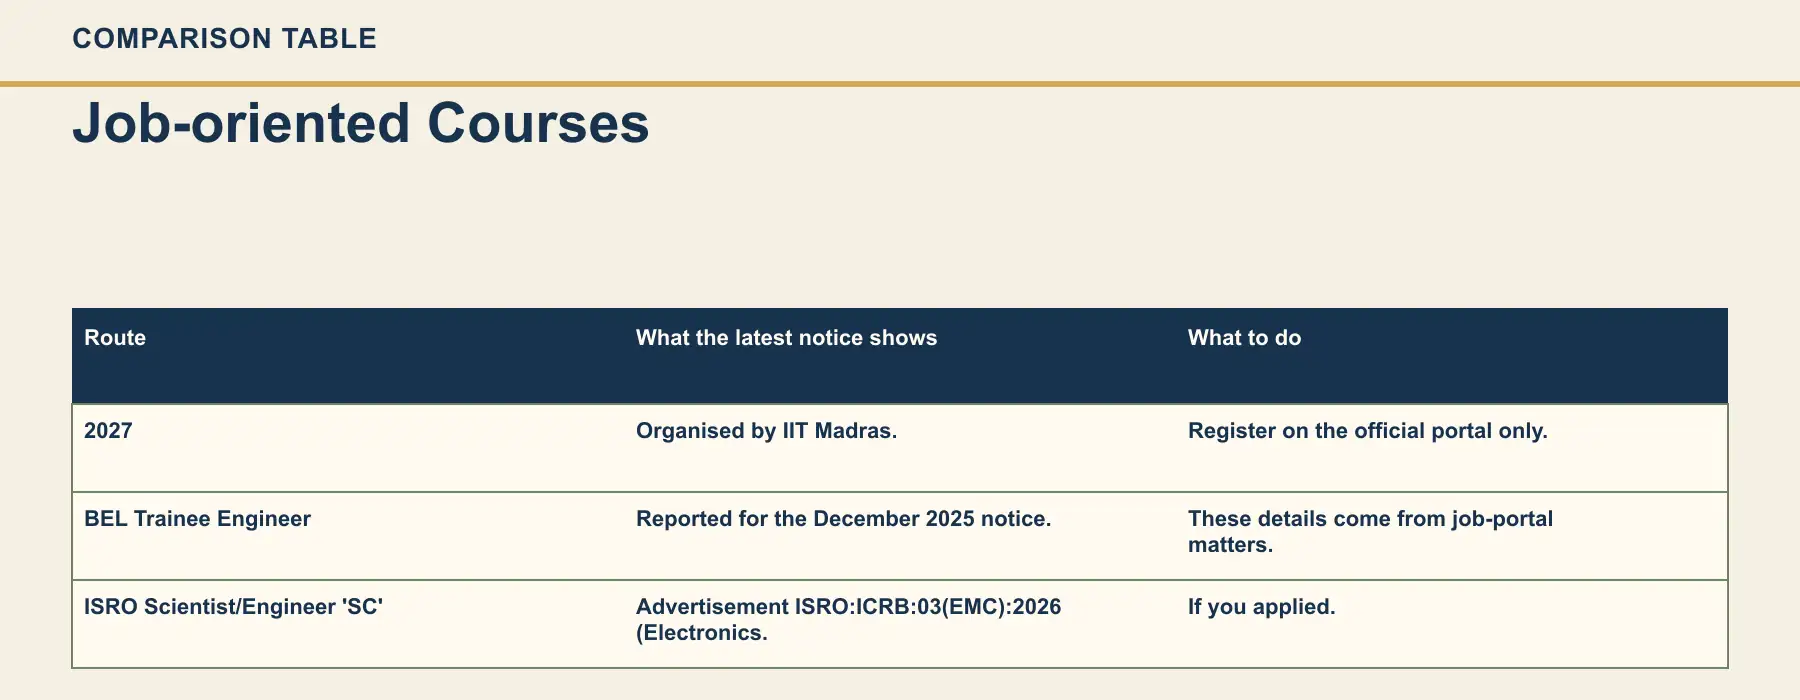 COMPARISON TABLE
Job-oriented Courses
Route
What the latest notice shows
What to do
2027
Organised by IIT Madras.
Register on the official portal only.
BEL Trainee Engineer
Reported for the December 2025 notice.
These details come from job-portal
matters.
ISRO Scientist/Engineer 'SC'
Advertisement ISRO:ICRB:03(EMC):2026
(Electronics.
If you applied.